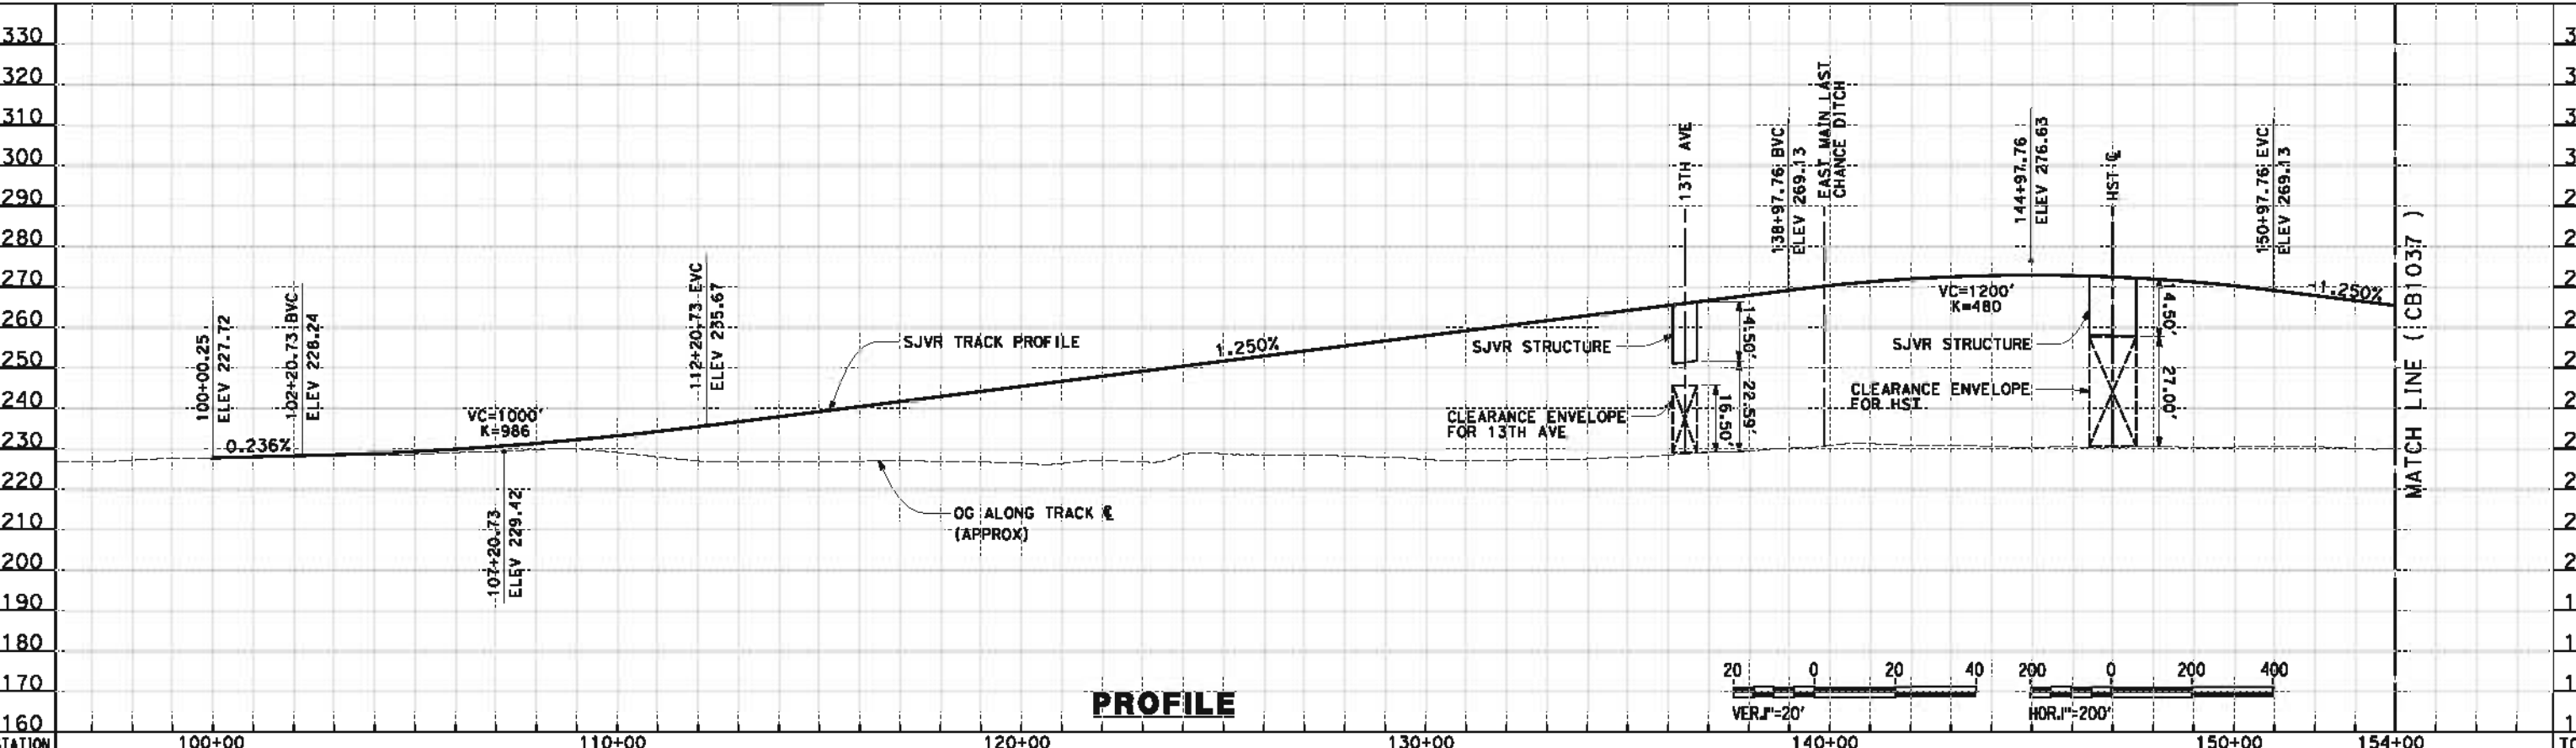 330
320
310
300
290
280
270
260
250
240
230
220
210
200
190
180
170
160
100+00.25
ELEV 227.72
102+20.73 BVC
ELEV 228.24
0.236%
VC=1000'
K=986
107+20.73
ELEV 229.42
112+20.73 EVC
ELEV 235.67
SJVR TRACK PROFILE
OG ALONG TRACK ℄
(APPROX)
1.250%
13TH AVE
SJVR STRUCTURE
14.50'
CLEARANCE ENVELOPE
FOR 13TH AVE
16.50'
22.59'
138+97.76 BVC
ELEV 269.13
EAST MAIN LAST
CHANCE DITCH
144+97.76
ELEV 276.63
VC=1200'
K=480
HST ℄
SJVR STRUCTURE
14.50'
CLEARANCE ENVELOPE
FOR HST
27.00'
150+97.76 EVC
ELEV 269.13
-1.250%
MATCH LINE (CB1037)
PROFILE
20 0 20 40
VER.1"=20'
200 0 200 400
HOR.1"=200'
100+00 110+00 120+00 130+00 140+00 150+00 154+00